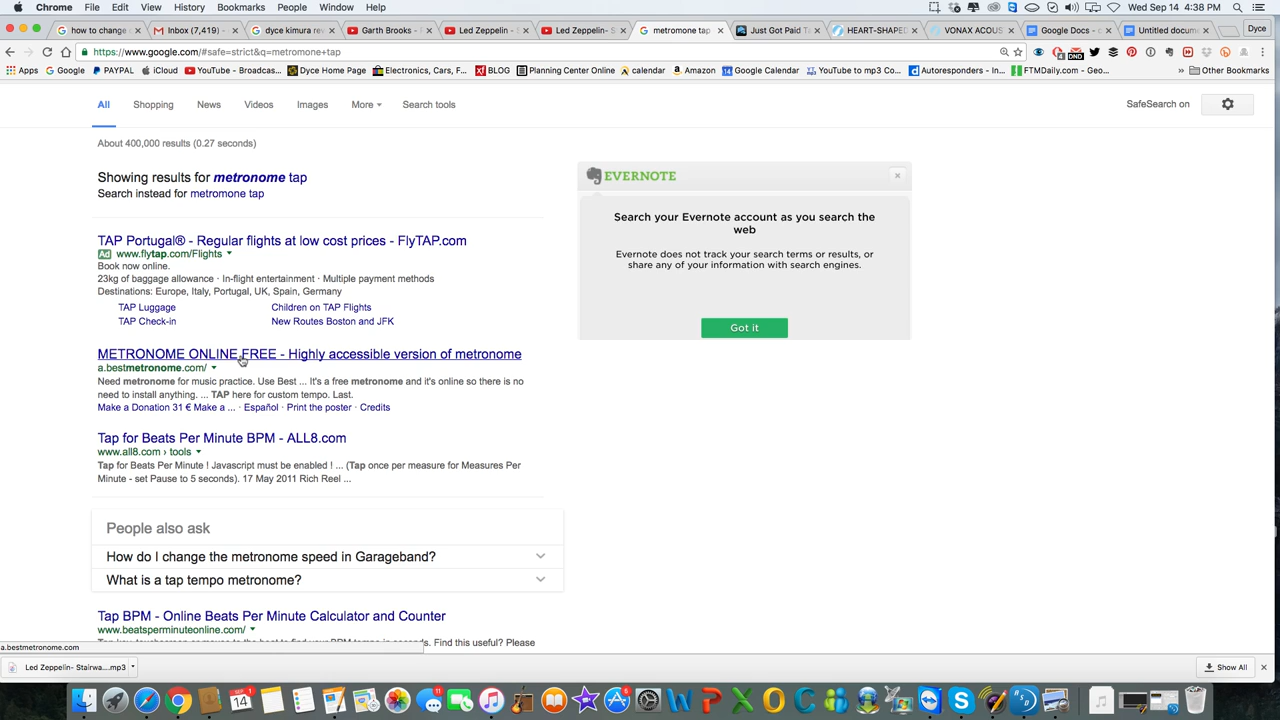 Chrome File Edit View History Bookmarks People Window Help Wed Sep 14 4:38 PM
how to change Inbox (7,419) - dyce kimura re Garth Brooks - Led Zeppelin - S Led Zeppelin- S metromone tap Just Got Paid T HEART-SHAPED VONAX ACOUS Google Docs - c Untitled docume Dyce
https://www.google.com/#safe=strict&q=metromone+tap
Apps Google PAYPAL iCloud YouTube - Broadcas... Dyce Home Page Electronics, Cars, F... BLOG Planning Center Online calendar Amazon Google Calendar YouTube to mp3 Co... Autoresponders - In... FTMDaily.com - Geo... » Other Bookmarks
All Shopping News Videos Images More Search tools SafeSearch on
About 400,000 results (0.27 seconds)
Showing results for metronome tap
Search instead for metromone tap
EVERNOTE
Search your Evernote account as you search the
web
Evernote does not track your search terms or results, or
share any of your information with search engines.
Got it
TAP Portugal® - Regular flights at low cost prices - FlyTAP.com
Ad www.flytap.com/Flights
Book now online.
23kg of baggage allowance · In-flight entertainment · Multiple payment methods
Destinations: Europe, Italy, Portugal, UK, Spain, Germany
TAP Luggage Children on TAP Flights
TAP Check-in New Routes Boston and JFK
METRONOME ONLINE FREE - Highly accessible version of metronome
a.bestmetronome.com/
Need metronome for music practice. Use Best ... It's a free metronome and it's online so there is no
need to install anything. ... TAP here for custom tempo. Last.
Make a Donation 31 € Make a ... · Español · Print the poster · Credits
Tap for Beats Per Minute BPM - ALL8.com
www.all8.com › tools
Tap for Beats Per Minute ! Javascript must be enabled ! ... (Tap once per measure for Measures Per
Minute - set Pause to 5 seconds). 17 May 2011 Rich Reel ...
People also ask
How do I change the metronome speed in Garageband?
What is a tap tempo metronome?
Tap BPM - Online Beats Per Minute Calculator and Counter
www.beatsperminuteonline.com/
a.bestmetronome.com
Led Zeppelin- Stairwa....mp3 Show All